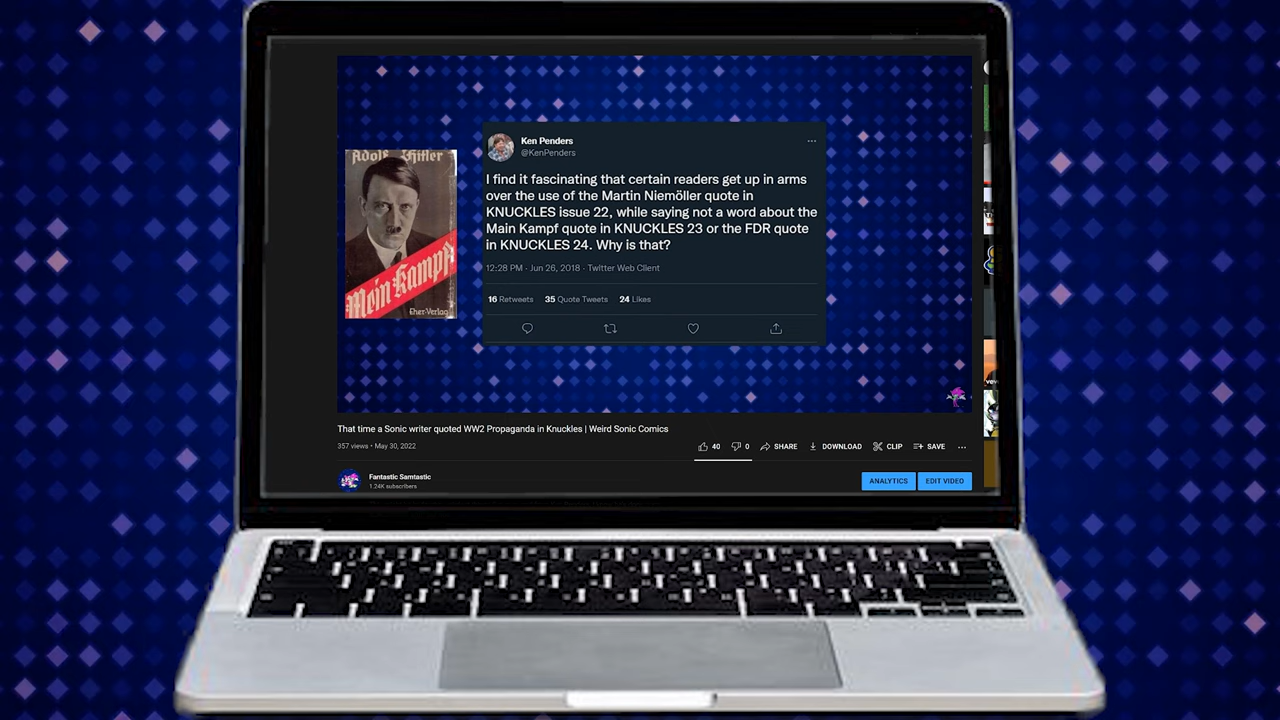 Adolf Hitler
Mein Kampf
Eher-Verlag
Ken Penders
@KenPenders
I find it fascinating that certain readers get up in arms
over the use of the Martin Niemöller quote in
KNUCKLES issue 22, while saying not a word about the
Main Kampf quote in KNUCKLES 23 or the FDR quote
in KNUCKLES 24. Why is that?
12:28 PM · Jun 26, 2018 · Twitter Web Client
16 Retweets 35 Quote Tweets 24 Likes
That time a Sonic writer quoted WW2 Propaganda in Knuckles | Weird Sonic Comics
357 views • May 30, 2022
40 0 SHARE DOWNLOAD CLIP SAVE
Fantastic Samtastic
1.24K subscribers
ANALYTICS EDIT VIDEO